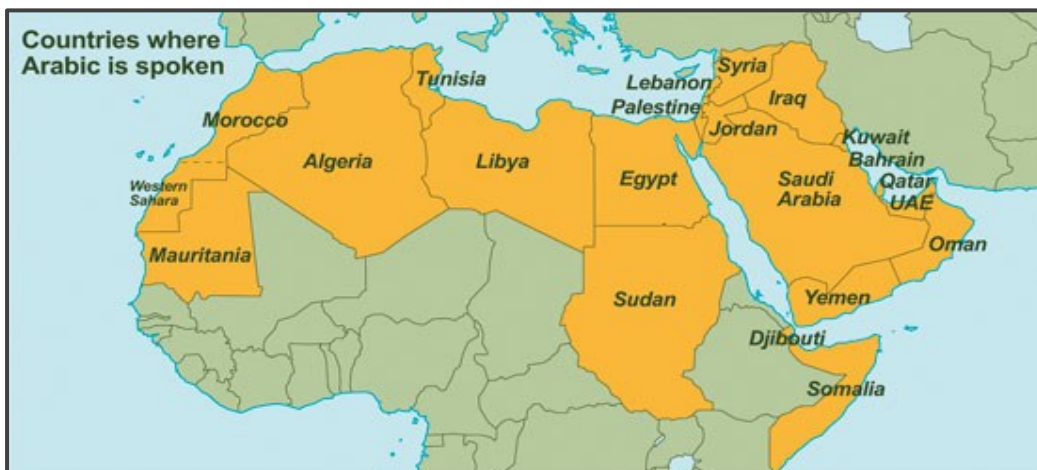 Countries where
Arabic is spoken
Tunisia
Lebanon
Syria
Palestine
Iraq
Morocco
Jordan
Kuwait
Algeria
Libya
Egypt
Bahrain
Saudi
Arabia
Qatar
UAE
Western
Sahara
Mauritania
Oman
Sudan
Yemen
Djibouti
Somalia